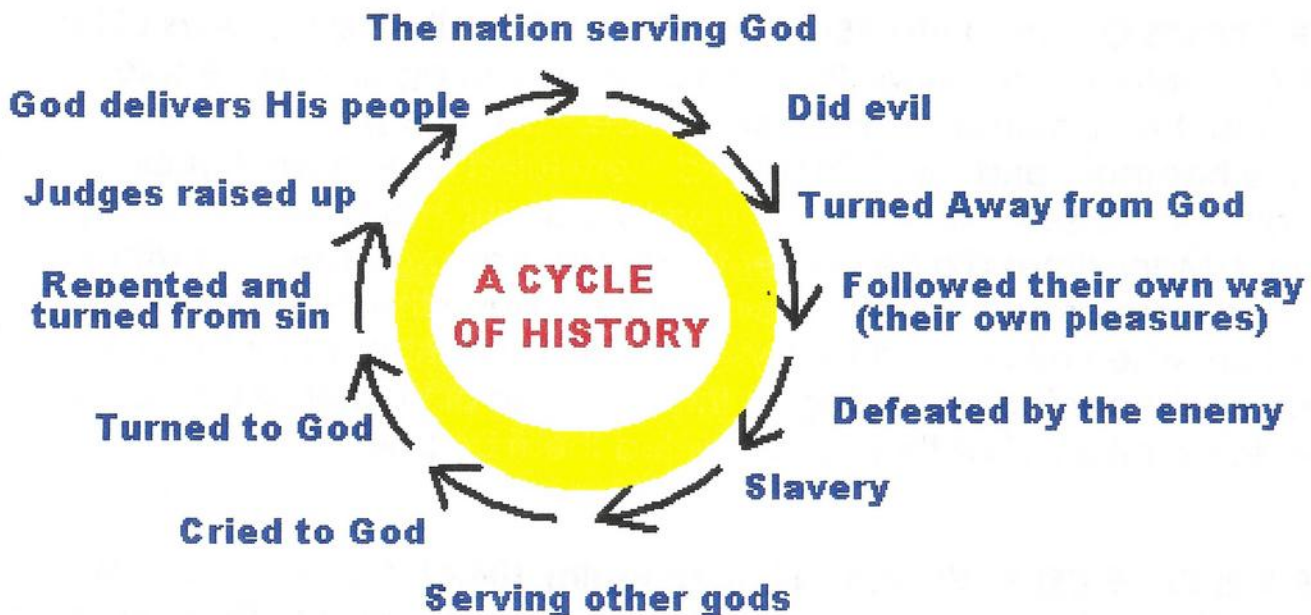 The nation serving God
Did evil
Turned Away from God
Followed their own way
(their own pleasures)
Defeated by the enemy
Slavery
Serving other gods
Cried to God
Turned to God
Repented and
turned from sin
Judges raised up
God delivers His people
A CYCLE
OF HISTORY